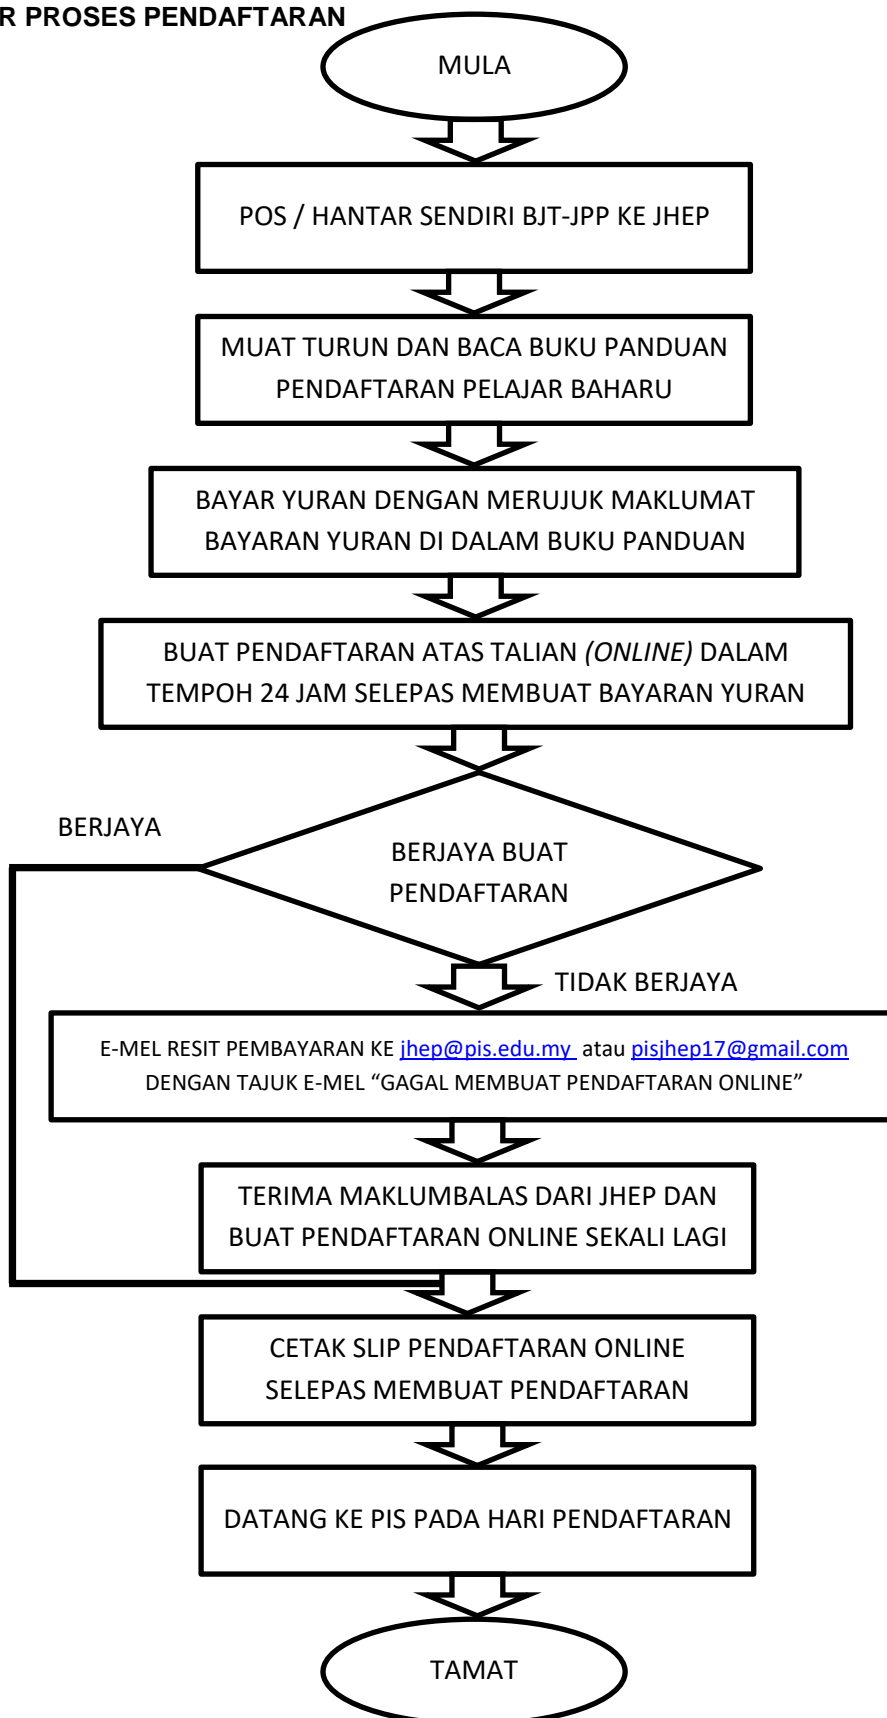 R PROSES PENDAFTARAN
MULA
POS / HANTAR SENDIRI BJT-JPP KE JHEP
MUAT TURUN DAN BACA BUKU PANDUAN
PENDAFTARAN PELAJAR BAHARU
BAYAR YURAN DENGAN MERUJUK MAKLUMAT
BAYARAN YURAN DI DALAM BUKU PANDUAN
BUAT PENDAFTARAN ATAS TALIAN (ONLINE) DALAM
TEMPOH 24 JAM SELEPAS MEMBUAT BAYARAN YURAN
BERJAYA
BERJAYA BUAT
PENDAFTARAN
TIDAK BERJAYA
E-MEL RESIT PEMBAYARAN KE jhep@pis.edu.my atau pisjhep17@gmail.com
DENGAN TAJUK E-MEL “GAGAL MEMBUAT PENDAFTARAN ONLINE”
TERIMA MAKLUMBALAS DARI JHEP DAN
BUAT PENDAFTARAN ONLINE SEKALI LAGI
CETAK SLIP PENDAFTARAN ONLINE
SELEPAS MEMBUAT PENDAFTARAN
DATANG KE PIS PADA HARI PENDAFTARAN
TAMAT